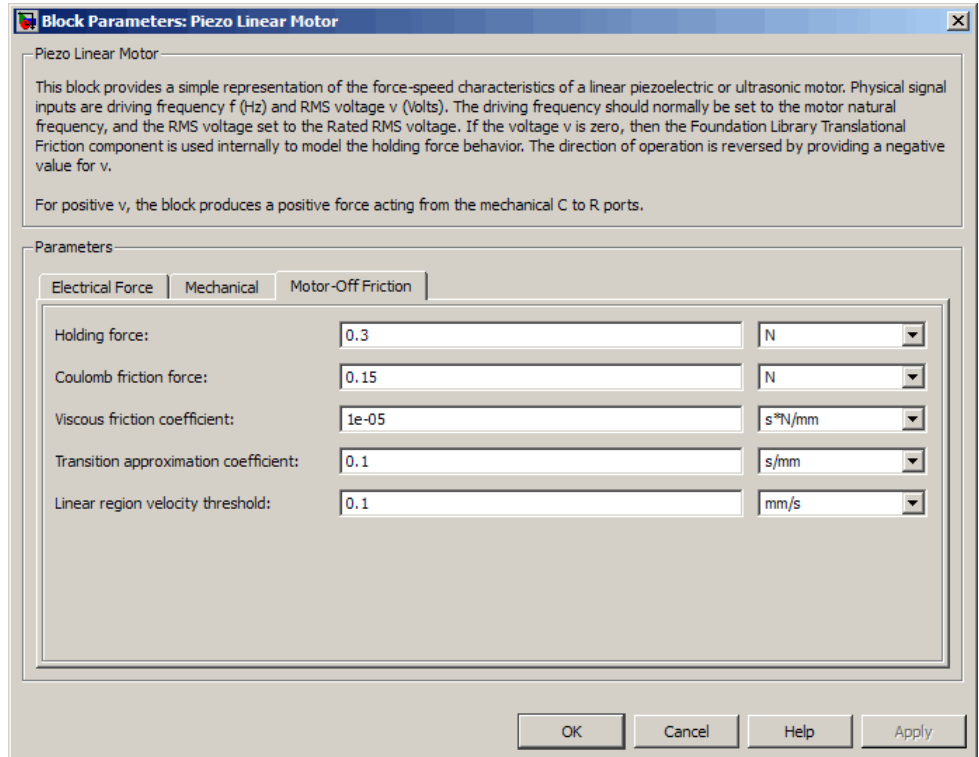 Block Parameters: Piezo Linear Motor
Piezo Linear Motor
This block provides a simple representation of the force-speed characteristics of a linear piezoelectric or ultrasonic motor. Physical signal
inputs are driving frequency f (Hz) and RMS voltage v (Volts). The driving frequency should normally be set to the motor natural
frequency, and the RMS voltage set to the Rated RMS voltage. If the voltage v is zero, then the Foundation Library Translational
Friction component is used internally to model the holding force behavior. The direction of operation is reversed by providing a negative
value for v.
For positive v, the block produces a positive force acting from the mechanical C to R ports.
Parameters
Electrical Force Mechanical Motor-Off Friction
Holding force: 0.3 N
Coulomb friction force: 0.15 N
Viscous friction coefficient: 1e-05 s*N/mm
Transition approximation coefficient: 0.1 s/mm
Linear region velocity threshold: 0.1 mm/s
OK Cancel Help Apply